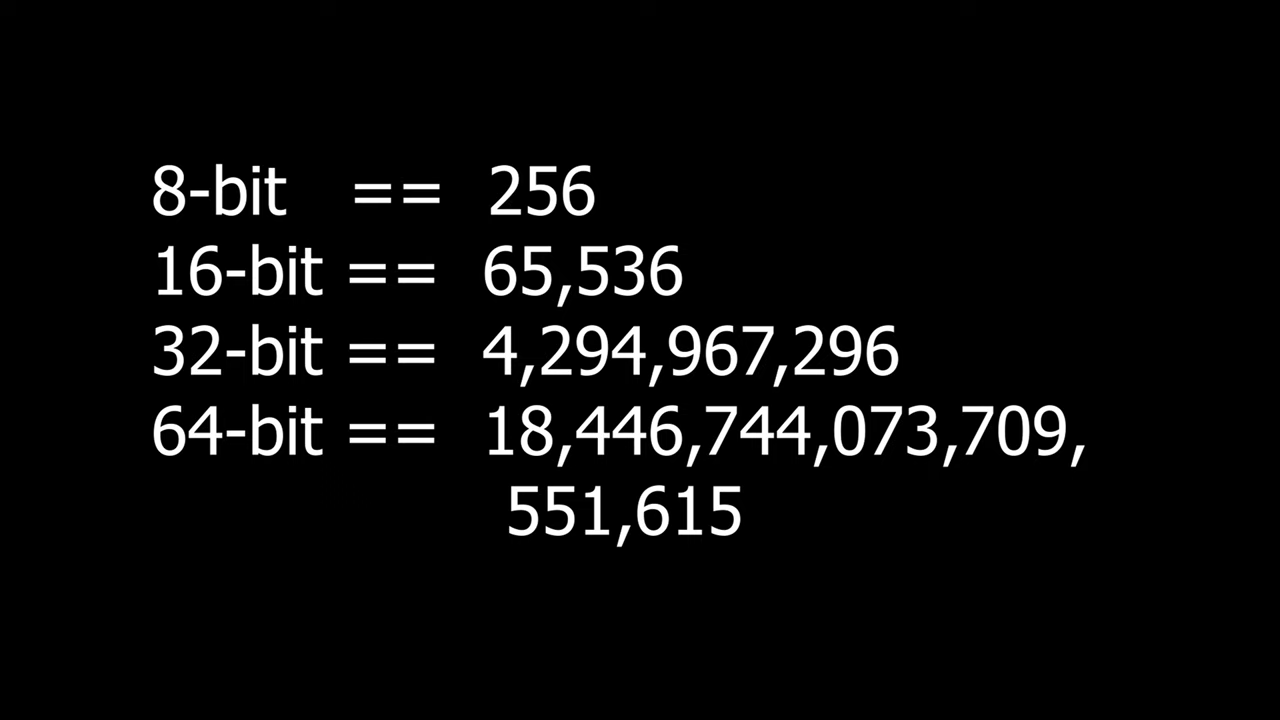 8-bit == 256
16-bit == 65,536
32-bit == 4,294,967,296
64-bit == 18,446,744,073,709,
551,615